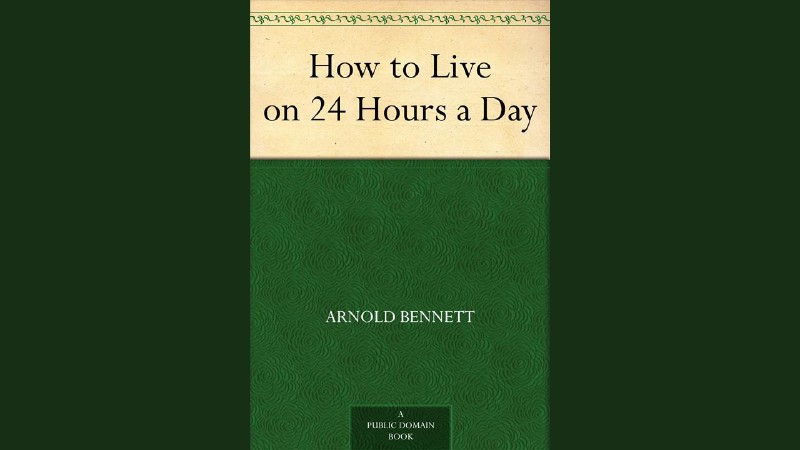 How to Live
on 24 Hours a Day
ARNOLD BENNETT
A
PUBLIC DOMAIN
BOOK